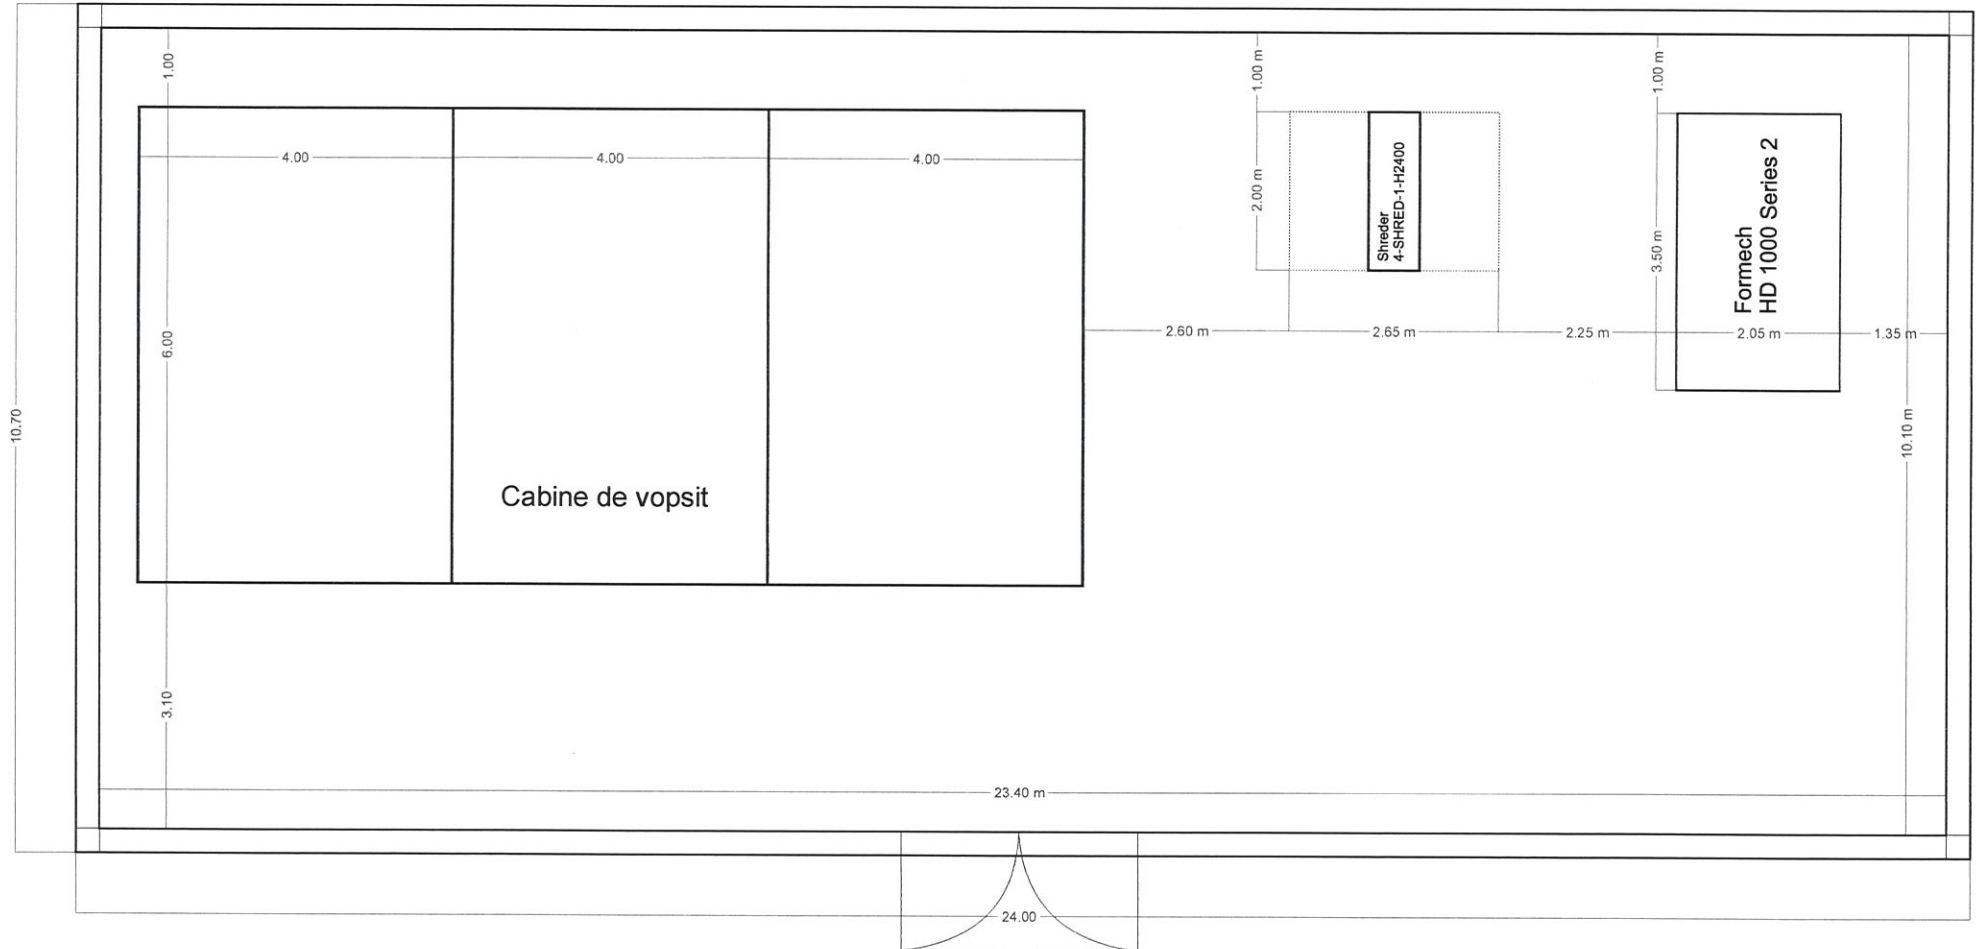 1.00
1.00 m
1.00 m
4.00
4.00
4.00
2.00 m
Shreder
4-SHRED-1-H2400
3.50 m
Formech
HD 1000 Series 2
6.00
2.60 m
2.65 m
2.25 m
2.05 m
1.35 m
10.70
10.10 m
Cabine de vopsit
3.10
23.40 m
24.00